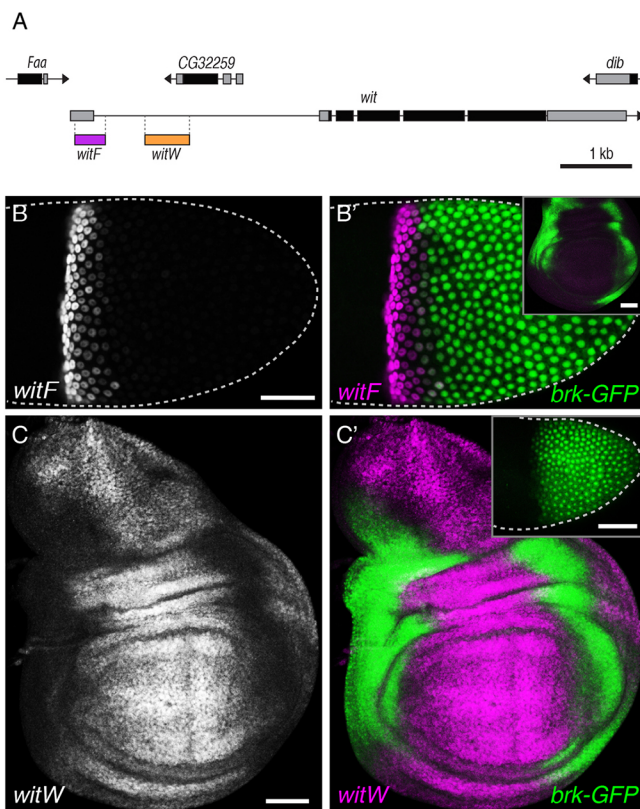 A
Faa
CG32259
dib
wit
witF
witW
1 kb
B
witF
B'
witF
brk-GFP
C
witW
C'
witW
brk-GFP